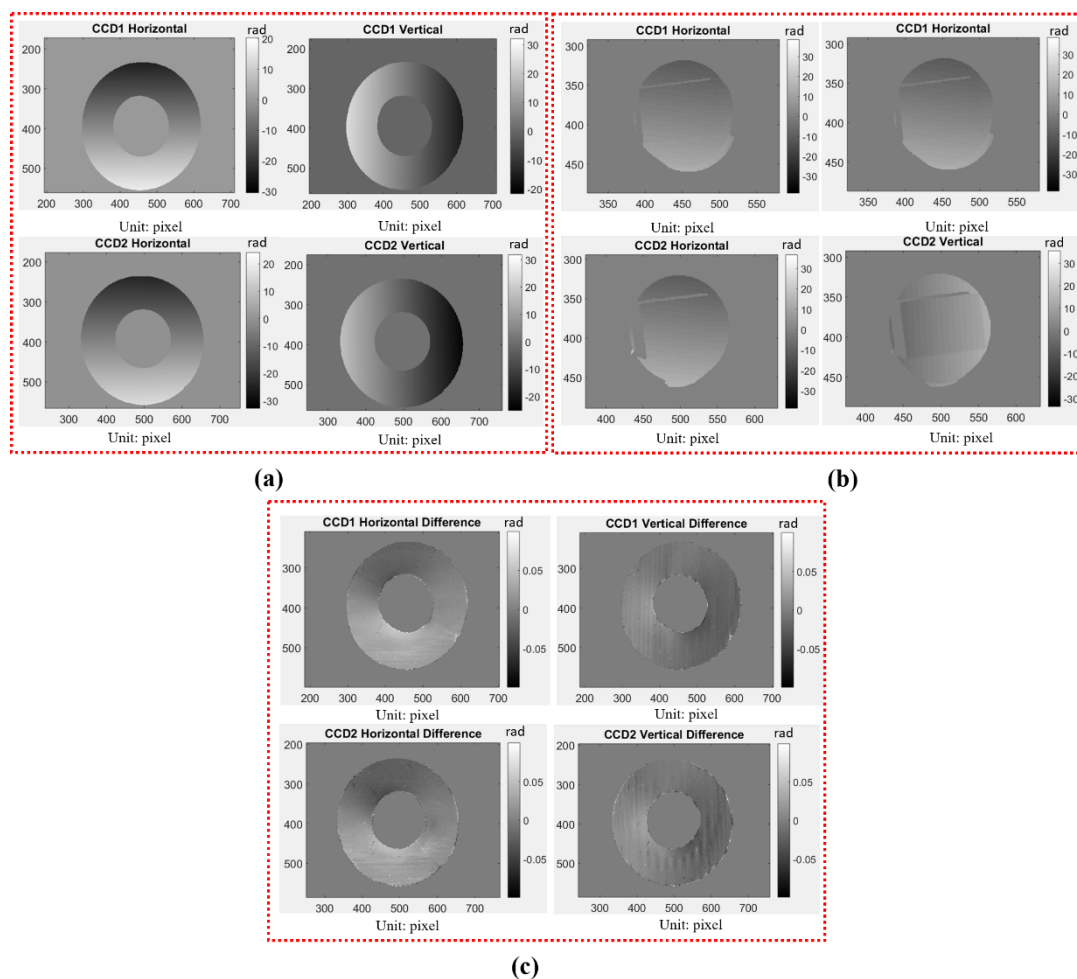 CCD1 Horizontal rad
20
10
0
-10
-20
-30
200
300
400
500
200 300 400 500 600 700
Unit: pixel
CCD1 Vertical rad
30
20
10
0
-10
-20
200
300
400
500
200 300 400 500 600 700
Unit: pixel
CCD2 Horizontal rad
20
10
0
-10
-20
-30
200
300
400
500
300 400 500 600 700
Unit: pixel
CCD2 Vertical rad
20
10
0
-10
-20
200
300
400
500
300 400 500 600 700
Unit: pixel
(a)
CCD1 Horizontal rad
30
20
10
0
-10
-20
-30
300
350
400
450
350 400 450 500 550
Unit: pixel
CCD1 Horizontal rad
30
20
10
0
-10
-20
-30
300
350
400
450
350 400 450 500 550
Unit: pixel
CCD2 Horizontal rad
30
20
10
0
-10
-20
-30
300
350
400
450
400 450 500 550 600
Unit: pixel
CCD2 Vertical rad
30
20
10
0
-10
-20
-30
300
350
400
450
400 450 500 550 600
Unit: pixel
(b)
CCD1 Horizontal Difference rad
0.05
0
-0.05
300
400
500
600
200 300 400 500 600 700
Unit: pixel
CCD1 Vertical Difference rad
0.05
0
-0.05
300
400
500
600
200 300 400 500 600 700
Unit: pixel
CCD2 Horizontal Difference rad
0.05
0
-0.05
200
300
400
500
300 400 500 600 700
Unit: pixel
CCD2 Vertical Difference rad
0.05
0
-0.05
200
300
400
500
300 400 500 600 700
Unit: pixel
(c)